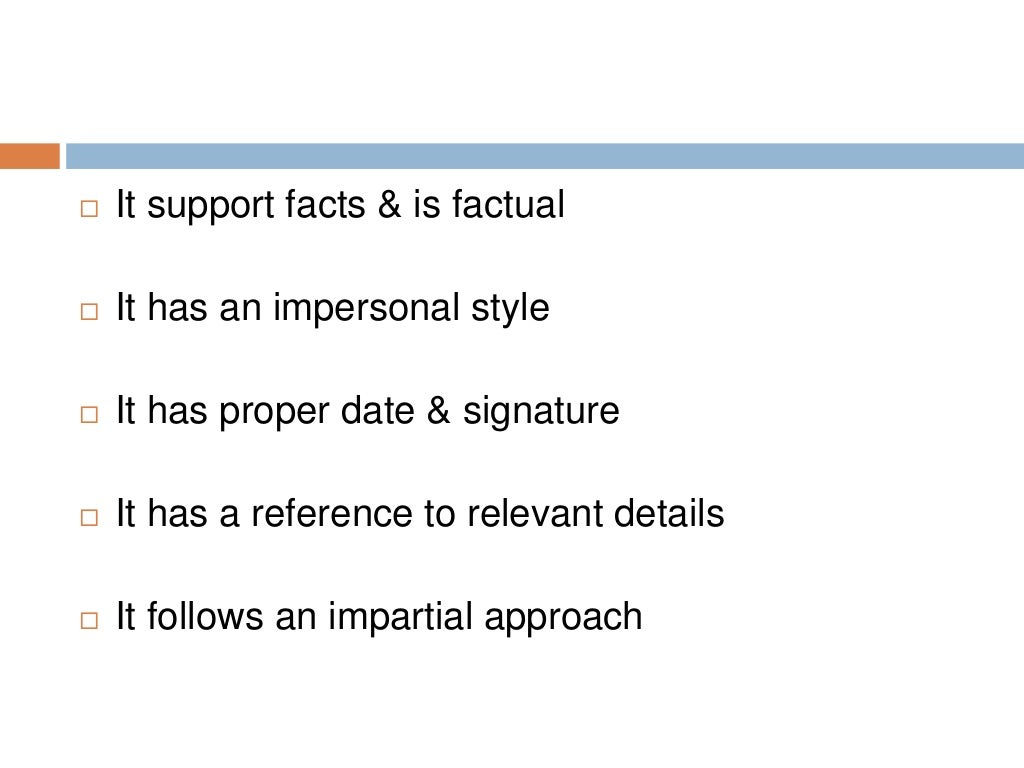 It support facts & is factual
It has an impersonal style
It has proper date & signature
It has a reference to relevant details
It follows an impartial approach